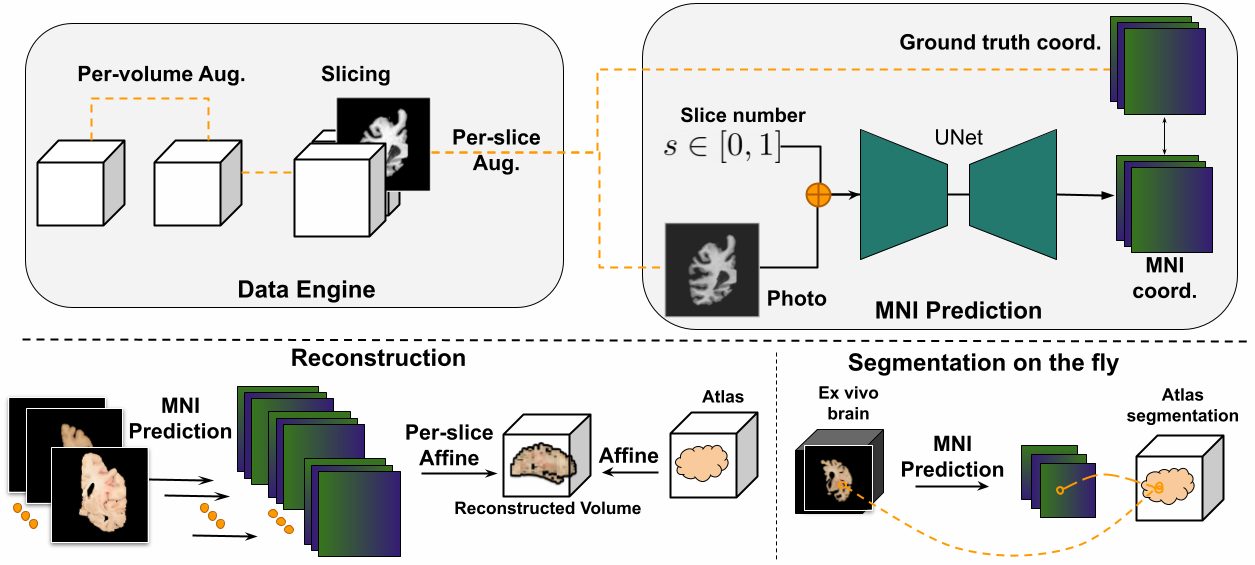 Per-volume Aug.
Slicing
Per-slice
Aug.
Data Engine
Ground truth coord.
Slice number
s ∈ [0, 1]
UNet
Photo
MNI
coord.
MNI Prediction
Reconstruction
MNI
Prediction
Per-slice
Affine
Reconstructed Volume
Affine
Atlas
Segmentation on the fly
Ex vivo
brain
MNI
Prediction
Atlas
segmentation